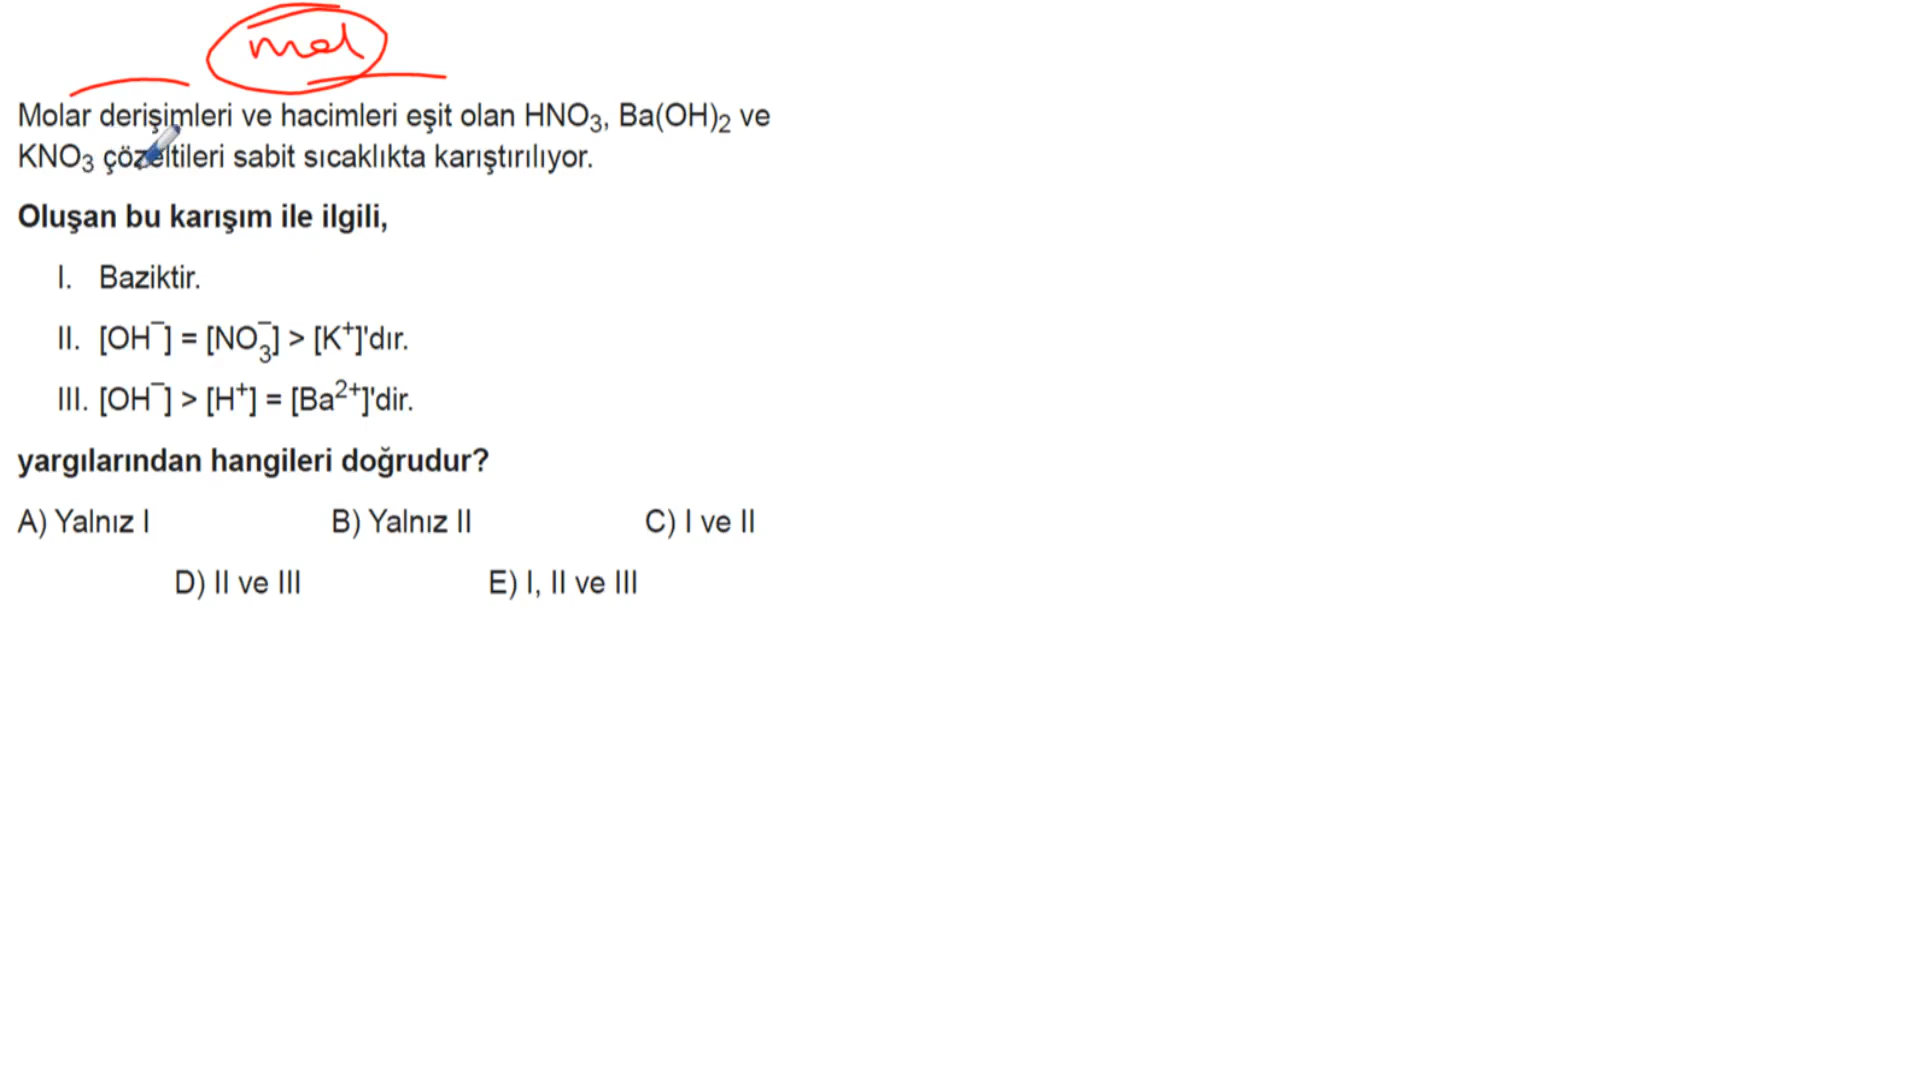 mol
Molar derişimleri ve hacimleri eşit olan HNO₃, Ba(OH)₂ ve
KNO₃ çözeltileri sabit sıcaklıkta karıştırılıyor.
Oluşan bu karışım ile ilgili,
I. Baziktir.
II. [OH⁻] = [NO₃⁻] > [K⁺]'dır.
III. [OH⁻] > [H⁺] = [Ba²⁺]'dir.
yargılarından hangileri doğrudur?
A) Yalnız I B) Yalnız II C) I ve II
D) II ve III E) I, II ve III